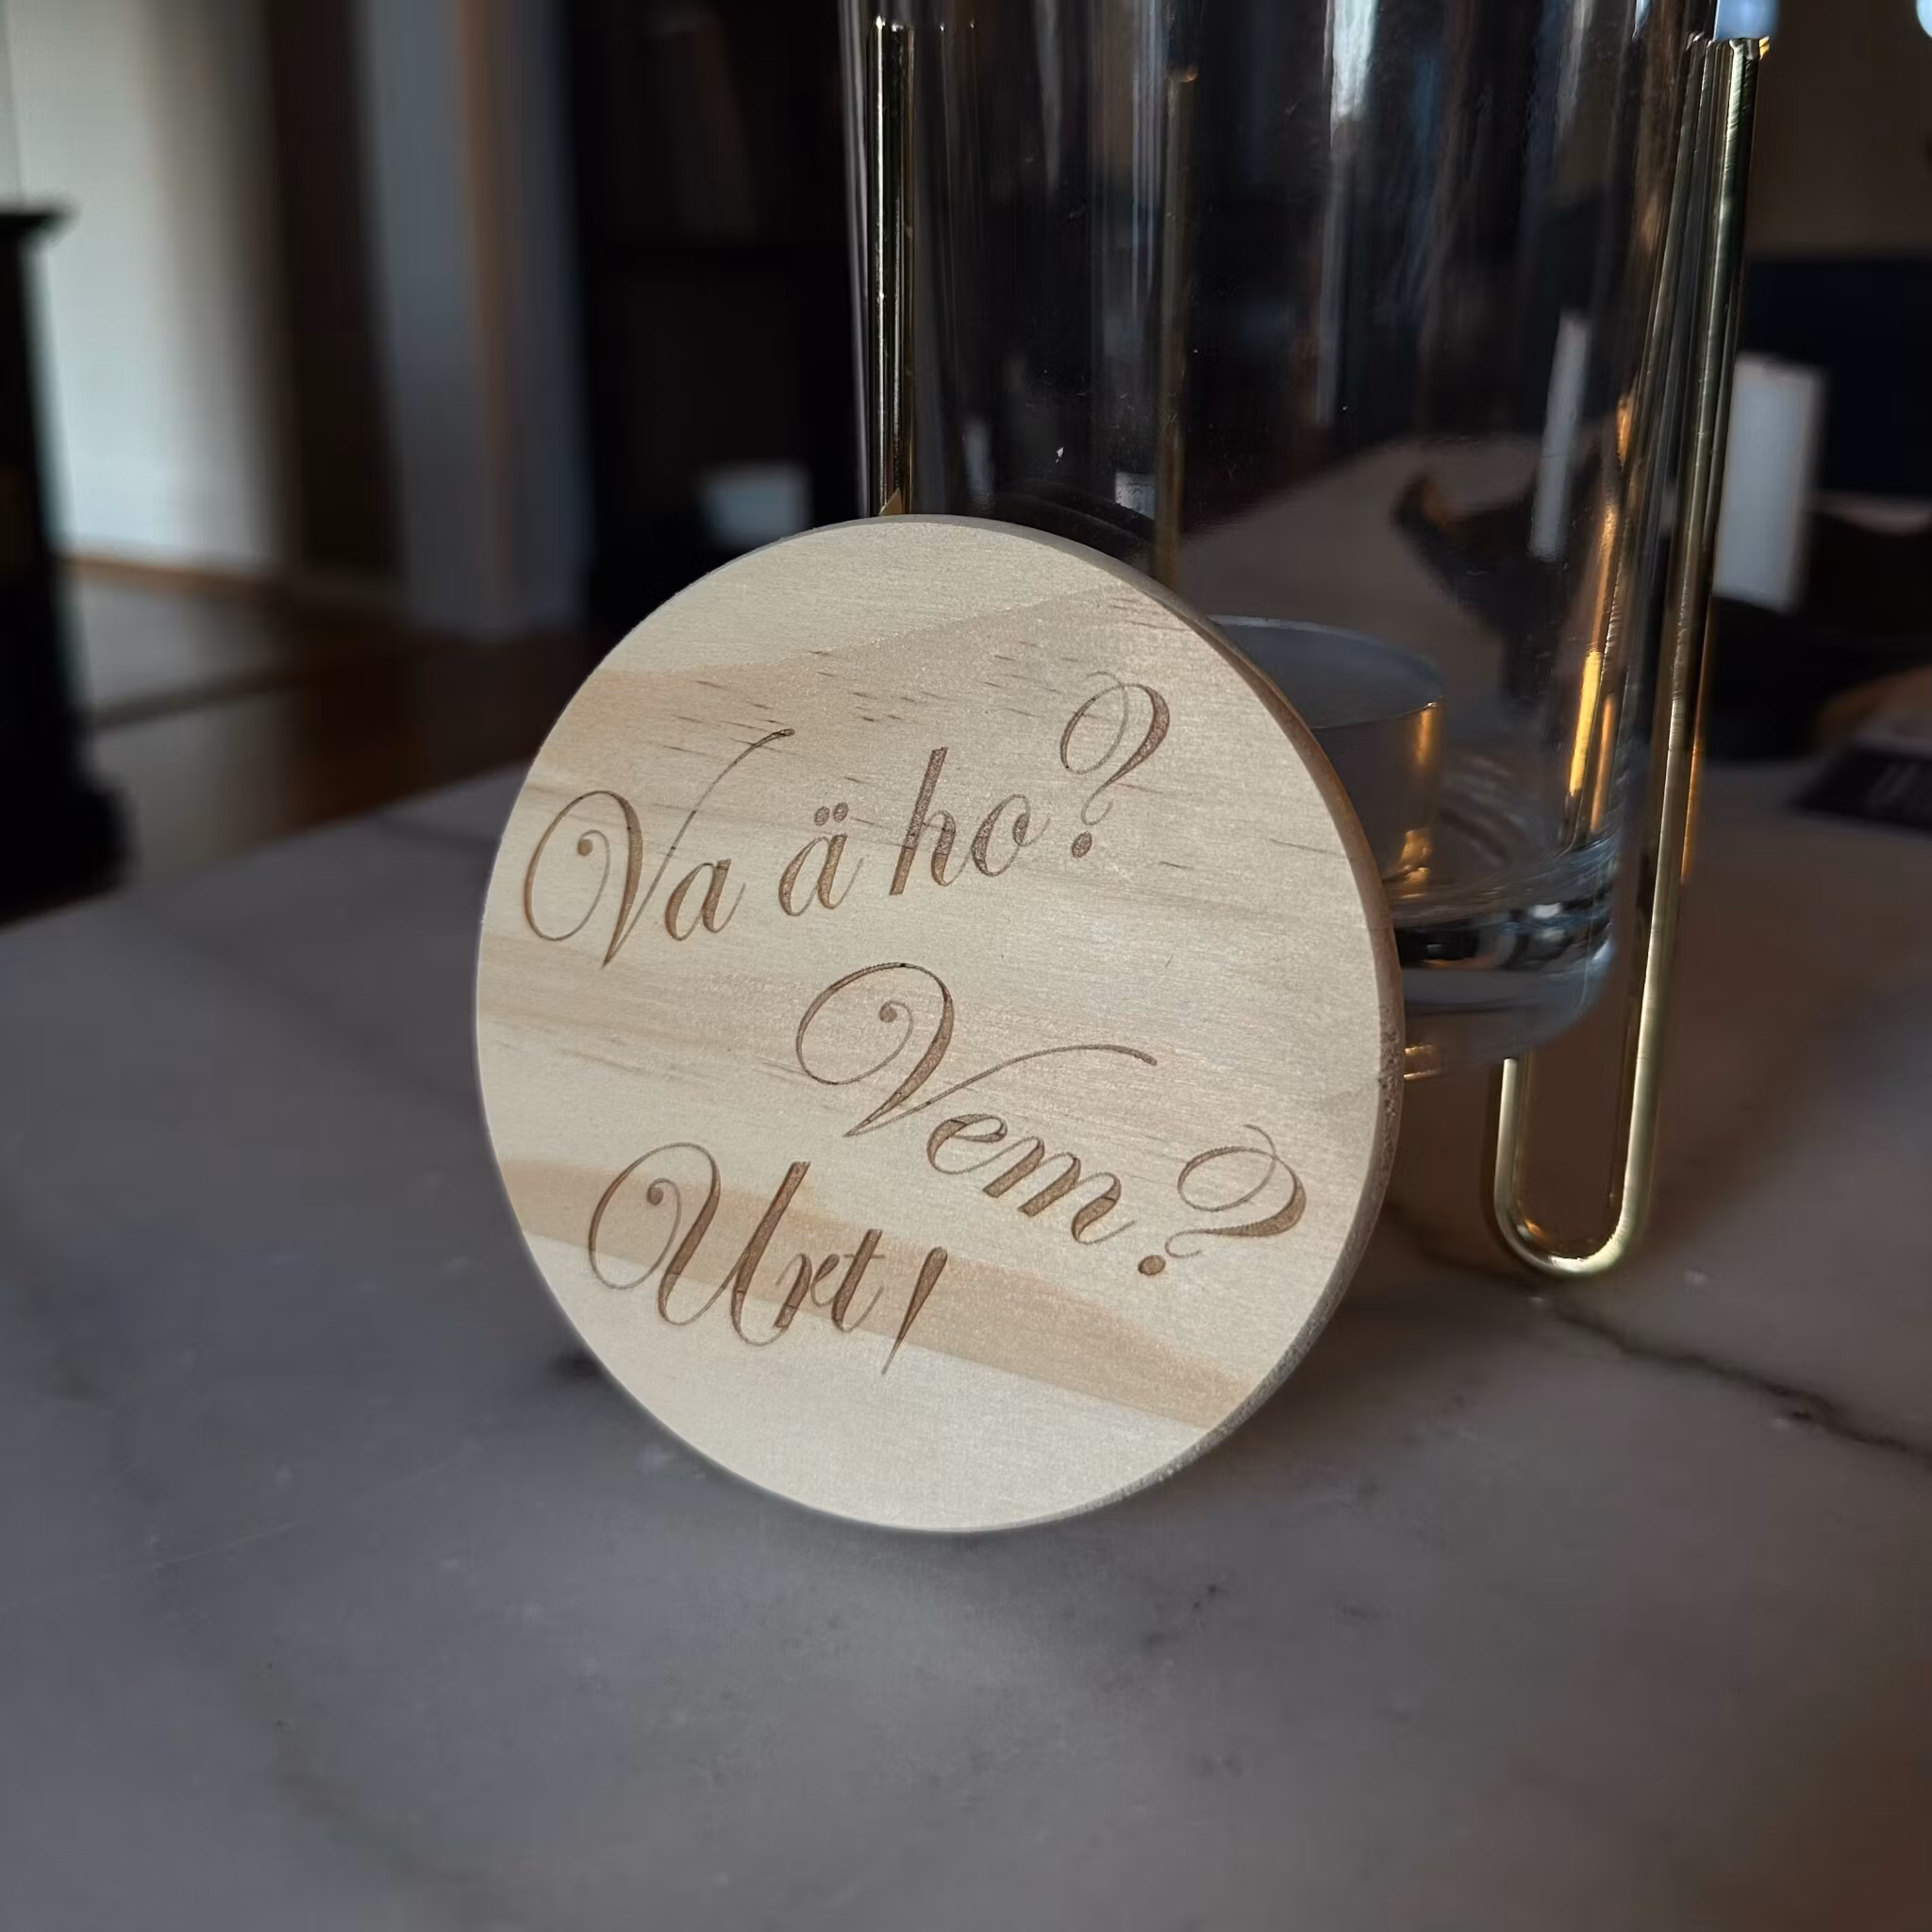 Va ä ho?
Vem?
Urt!